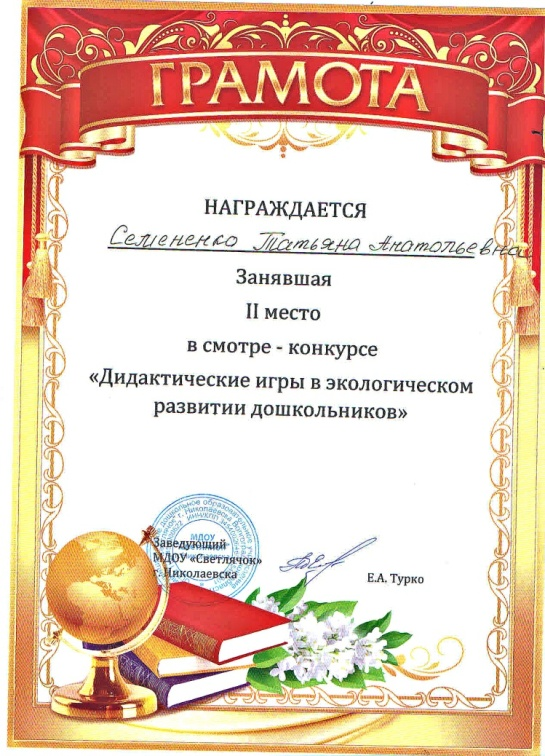 ГРАМОТА
НАГРАЖДАЕТСЯ
Семененко Татьяна Анатольевна
Занявшая
II место
в смотре - конкурсе
«Дидактические игры в экологическом
развитии дошкольников»
МДОУ
Заведующий
МДОУ «Светлячок»
г. Николаевска
Е.А. Турко